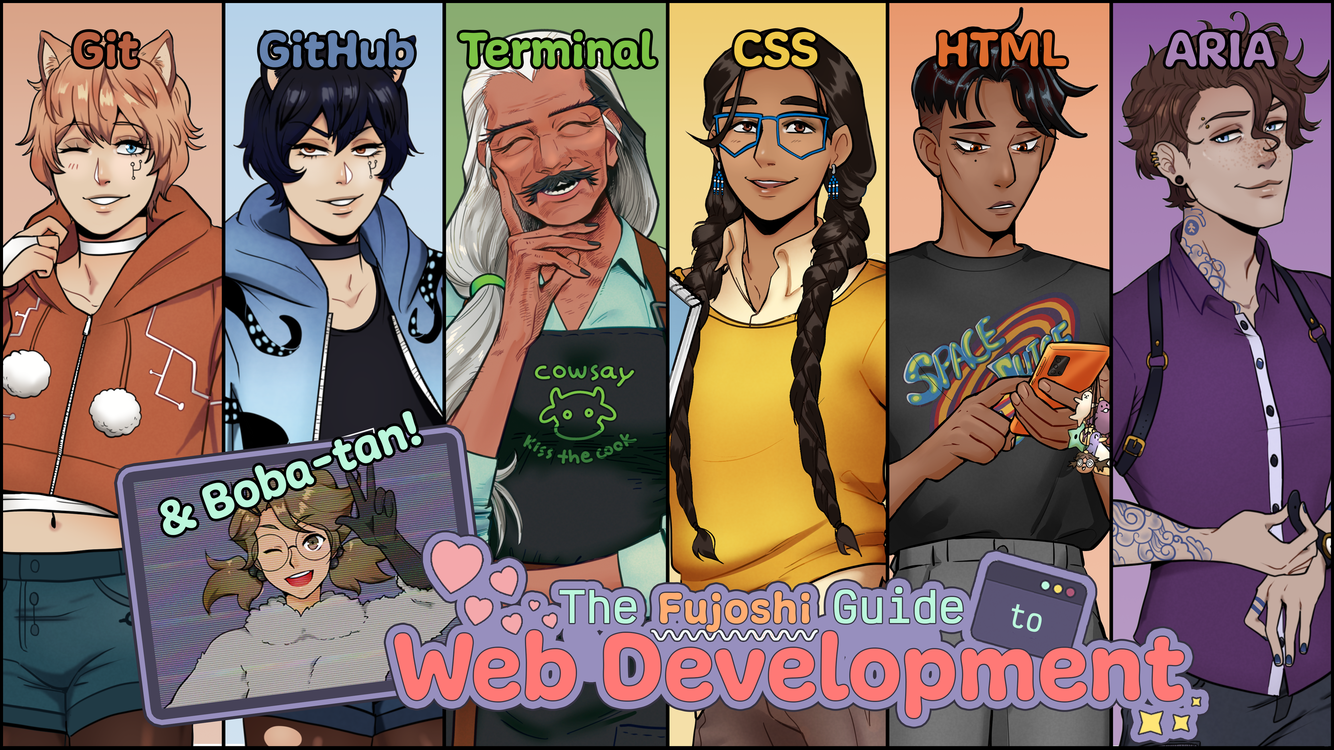 Git
GitHub
Terminal
CSS
HTML
ARIA
cowsay
kiss the cook
SPACE
& Boba-tan!
The Fujoshi Guide
to
Web Development